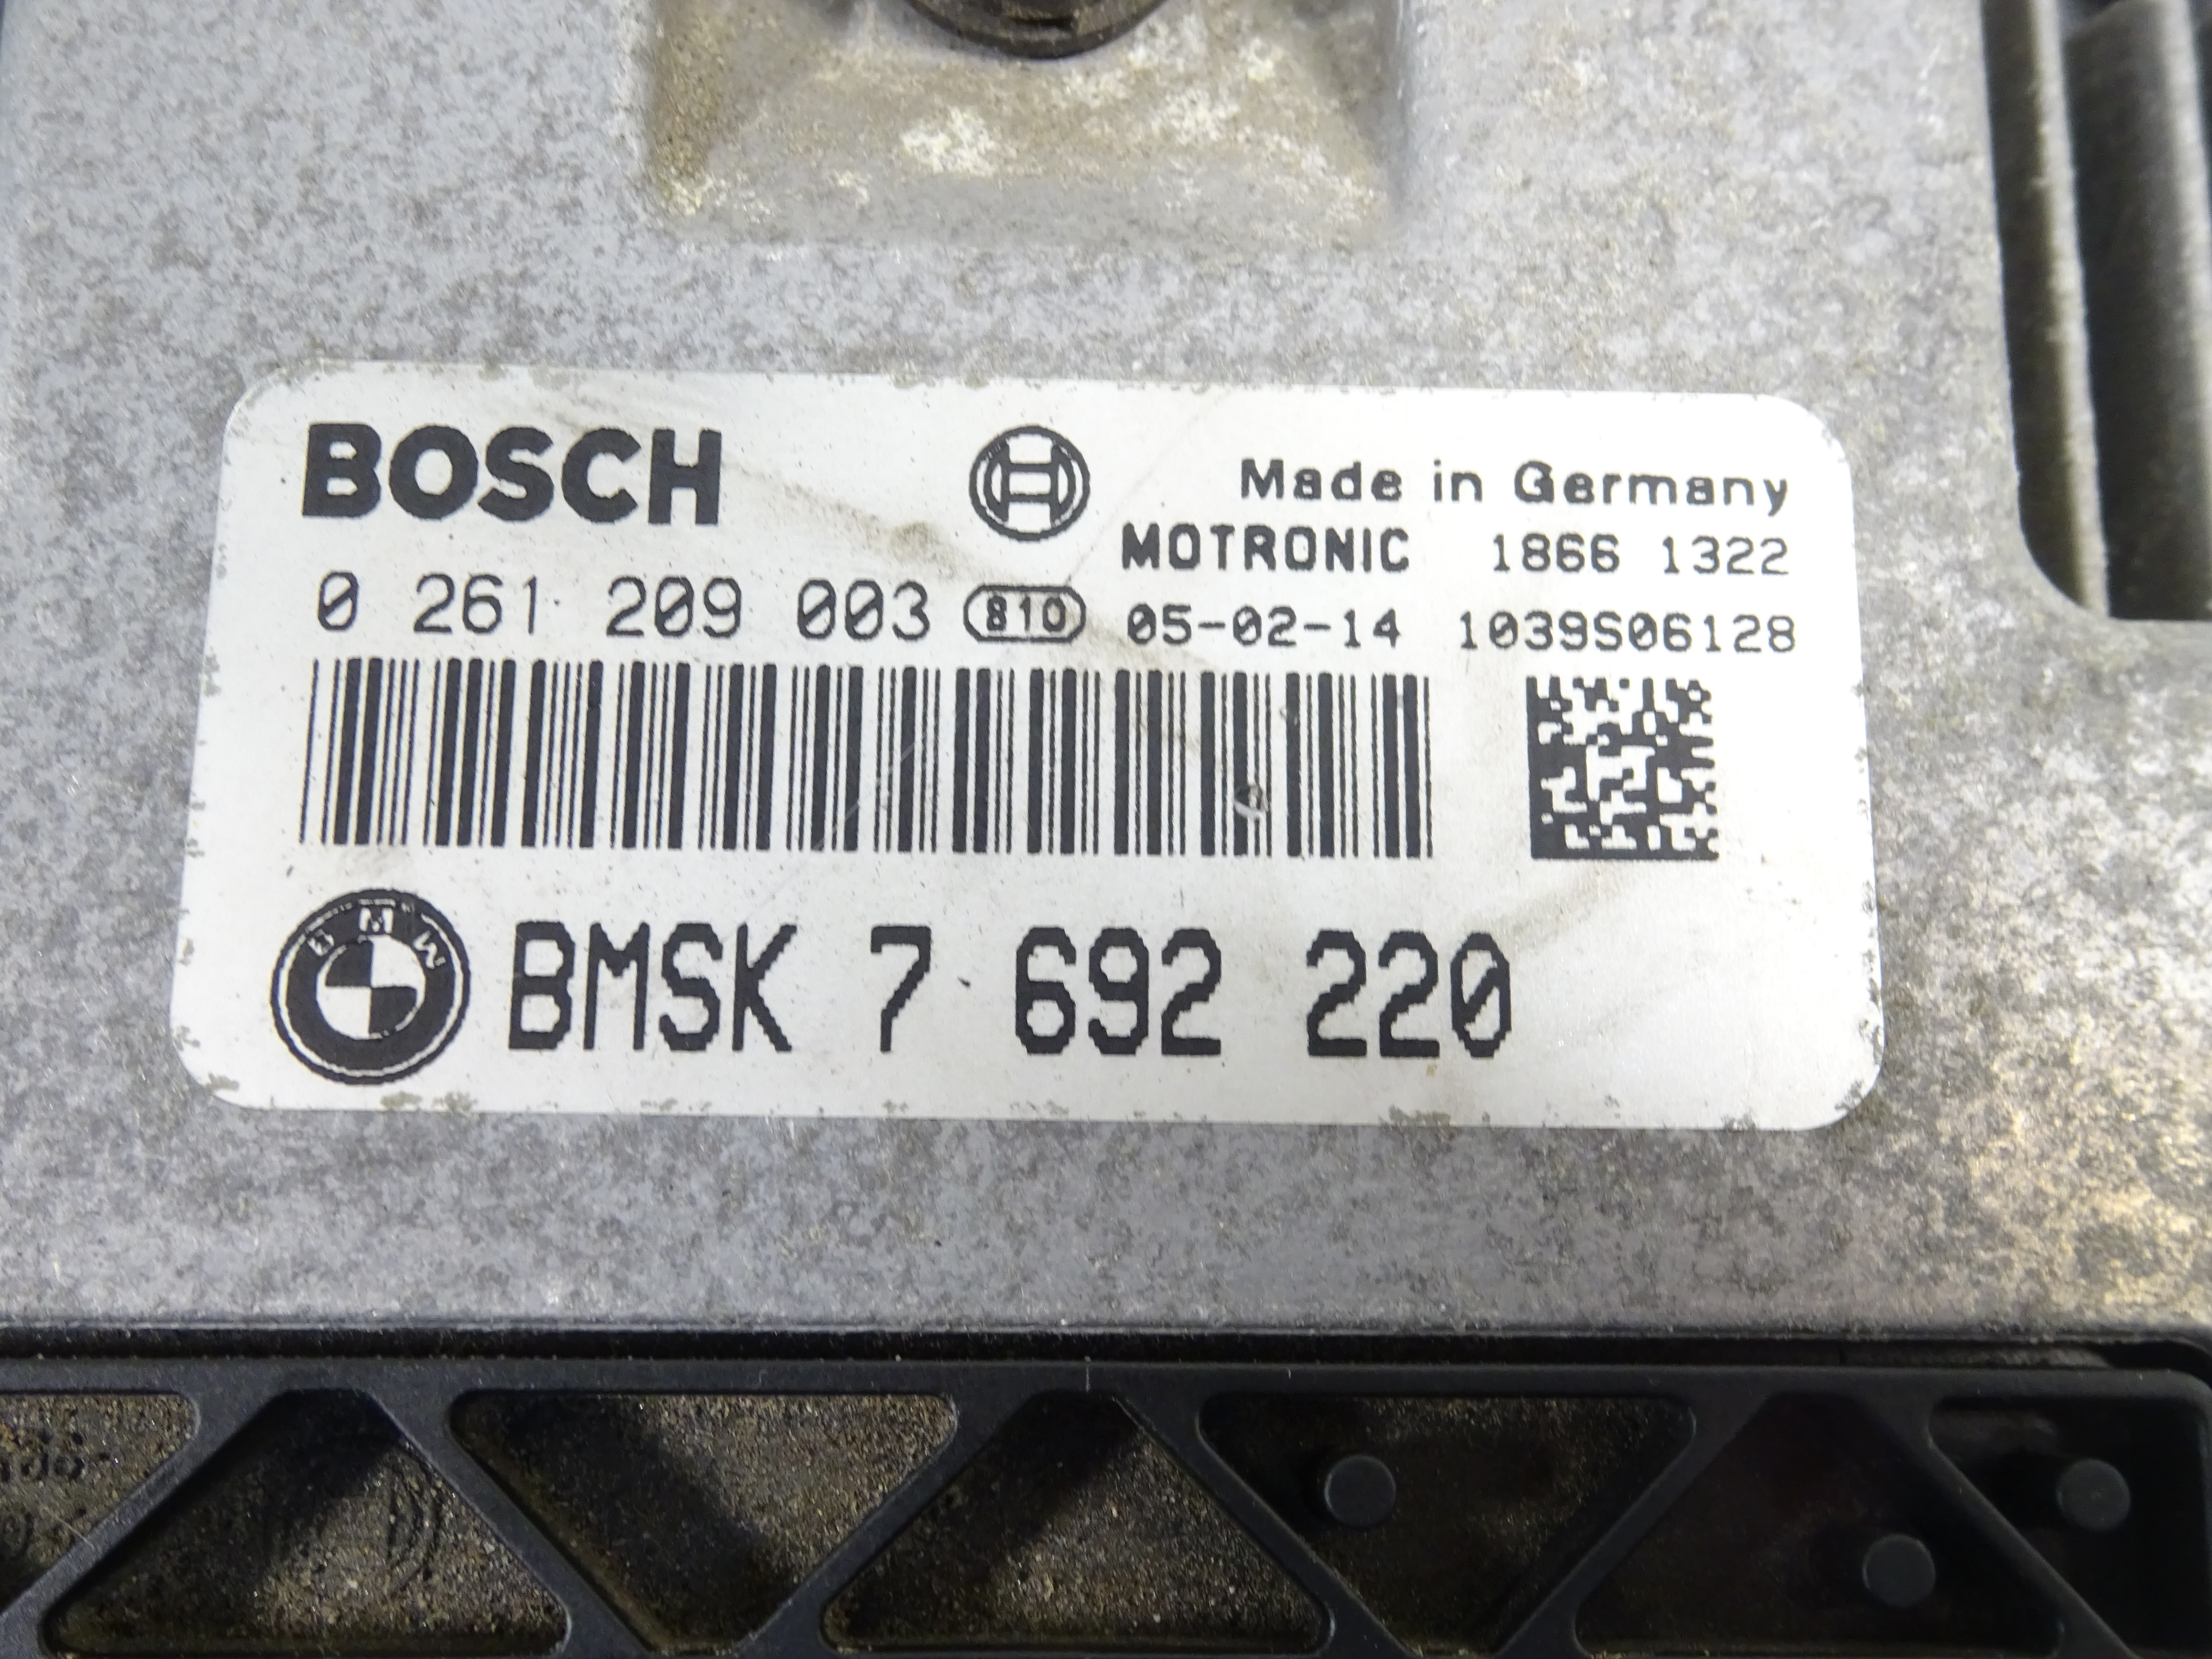 BOSCH
Made in Germany
MOTRONIC 1866 1322
0 261 209 003 810 05-02-14 1039S06128
BMW
BMSK 7 692 220